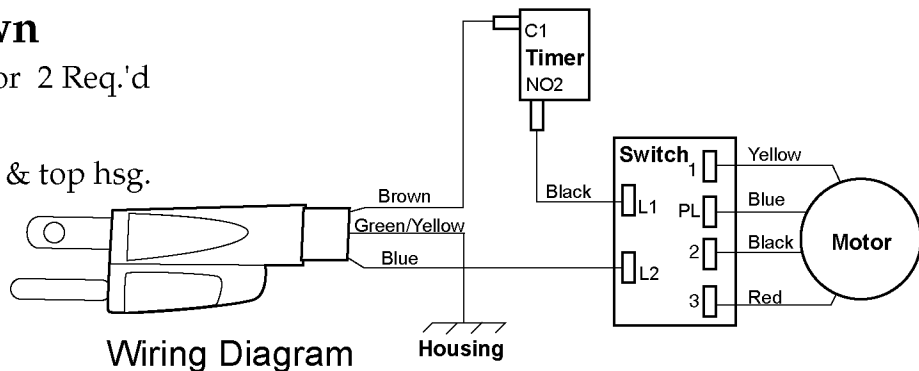 wn
or 2 Req.'d
& top hsg.
C1
Timer
NO2
Switch
1
Yellow
Brown
Black
L1
PL
Blue
Green/Yellow
2
Black
Motor
Blue
L2
3
Red
Housing
Wiring Diagram